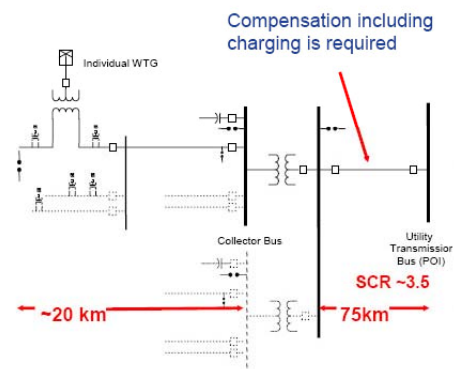 Compensation including
charging is required
Individual WTG
Collector Bus
Utility
Transmission
Bus (POI)
SCR ~3.5
~20 km
75km